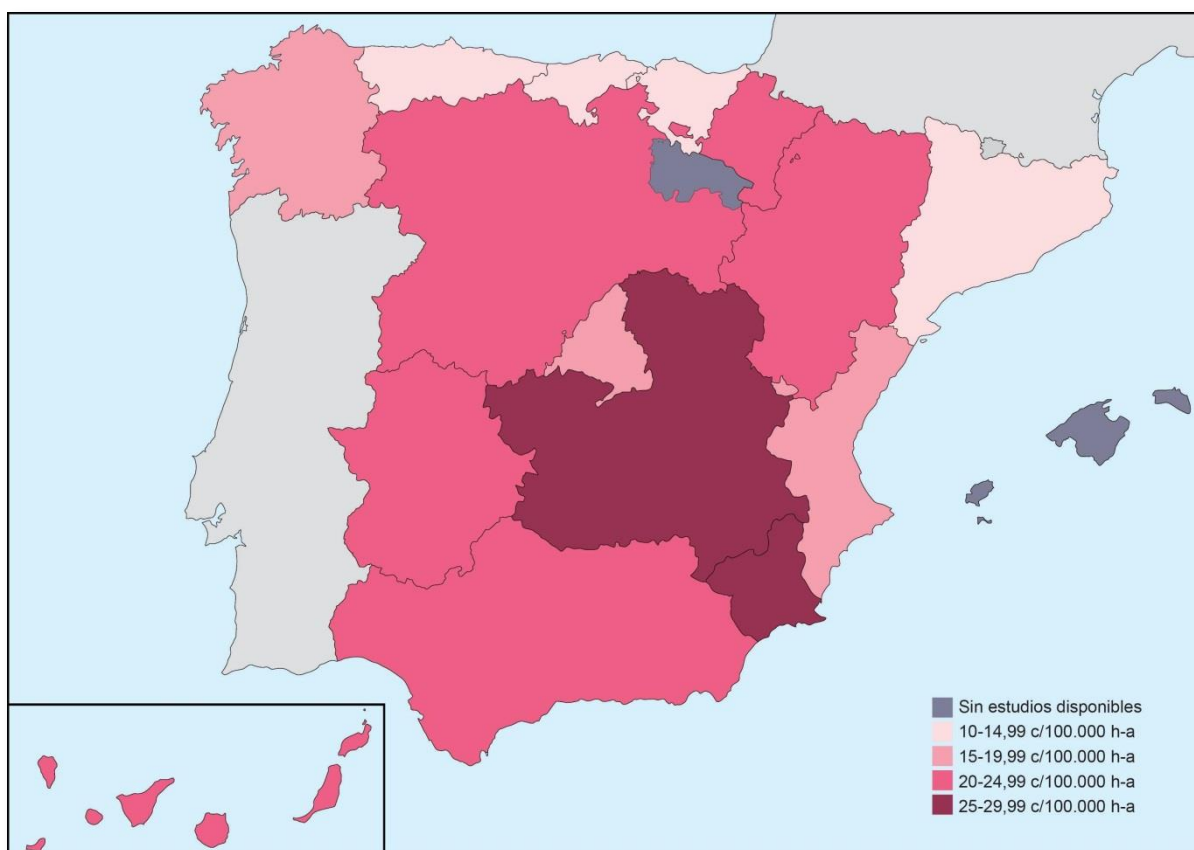 Sin estudios disponibles
10-14,99 c/100.000 h-a
15-19,99 c/100.000 h-a
20-24,99 c/100.000 h-a
25-29,99 c/100.000 h-a